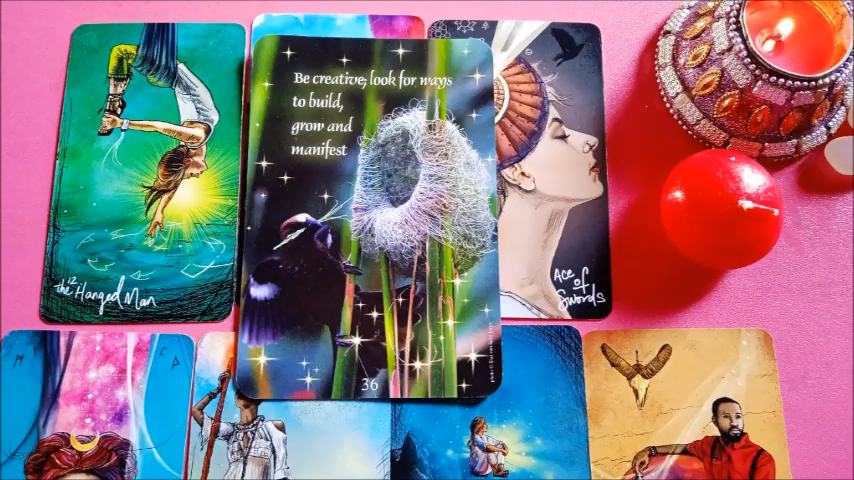 Be creative; look for ways
to build,
grow and
manifest
12
the Hanged Man
Ace
of
Swords
36